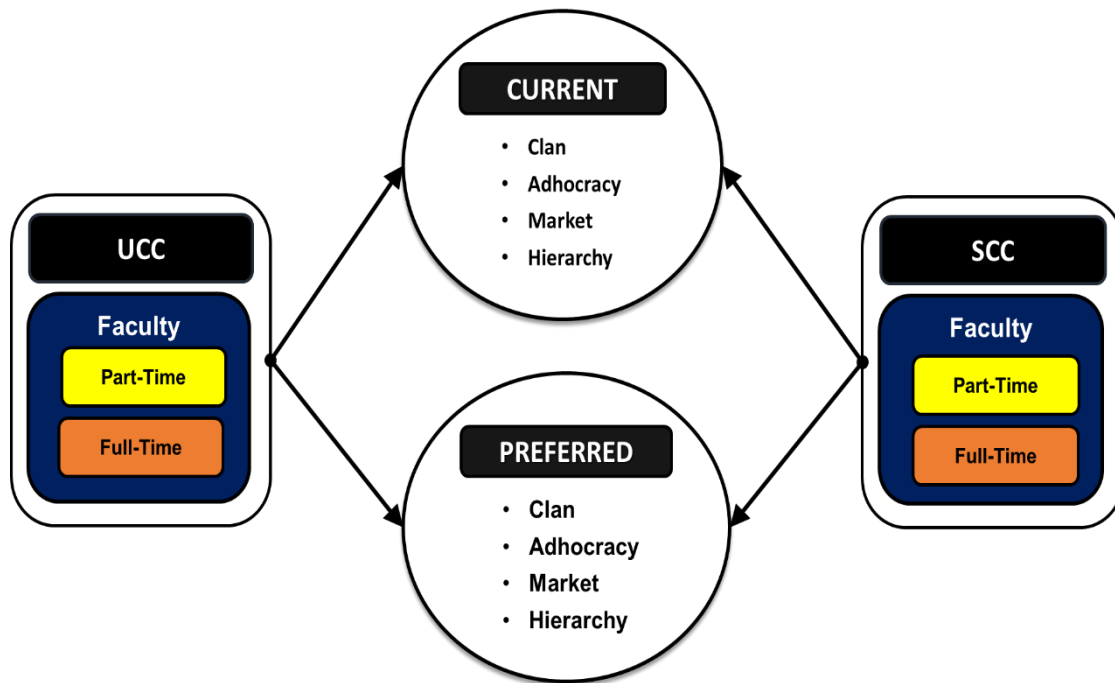 CURRENT
• Clan
• Adhocracy
• Market
• Hierarchy
UCC
Faculty
Part-Time
Full-Time
SCC
Faculty
Part-Time
Full-Time
PREFERRED
• Clan
• Adhocracy
• Market
• Hierarchy